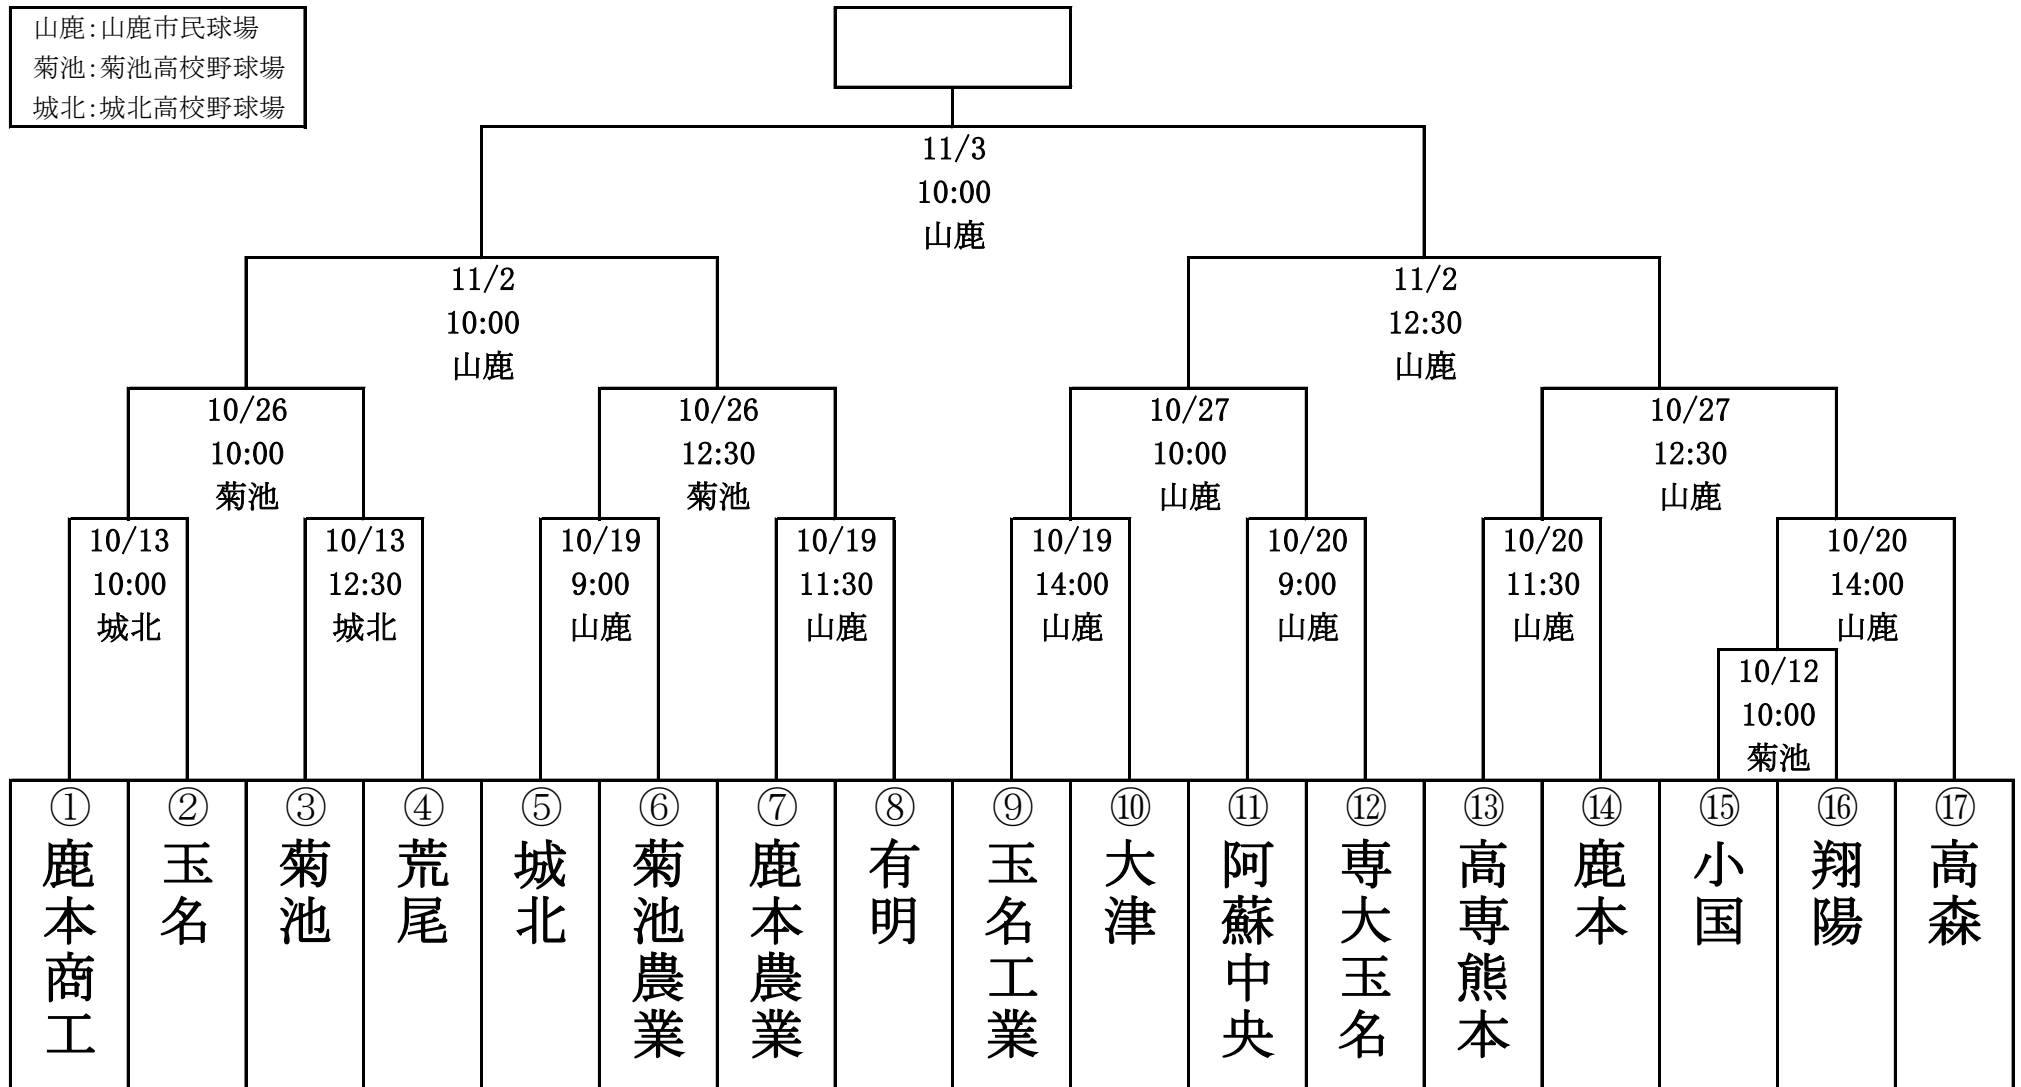 山鹿:山鹿市民球場
菊池:菊池高校野球場
城北:城北高校野球場
11/3
10:00
山鹿
11/2
10:00
山鹿
11/2
12:30
山鹿
10/26
10:00
菊池
10/26
12:30
菊池
10/27
10:00
山鹿
10/27
12:30
山鹿
10/13
10:00
城北
10/13
12:30
城北
10/19
9:00
山鹿
10/19
11:30
山鹿
10/19
14:00
山鹿
10/20
9:00
山鹿
10/20
11:30
山鹿
10/20
14:00
山鹿
10/12
10:00
菊池
①鹿本商工
②玉名
③菊池
④荒尾
⑤城北
⑥菊池農業
⑦鹿本農業
⑧有明
⑨玉名工業
⑩大津
⑪阿蘇中央
⑫専大玉名
⑬高専熊本
⑭鹿本
⑮小国
⑯翔陽
⑰高森